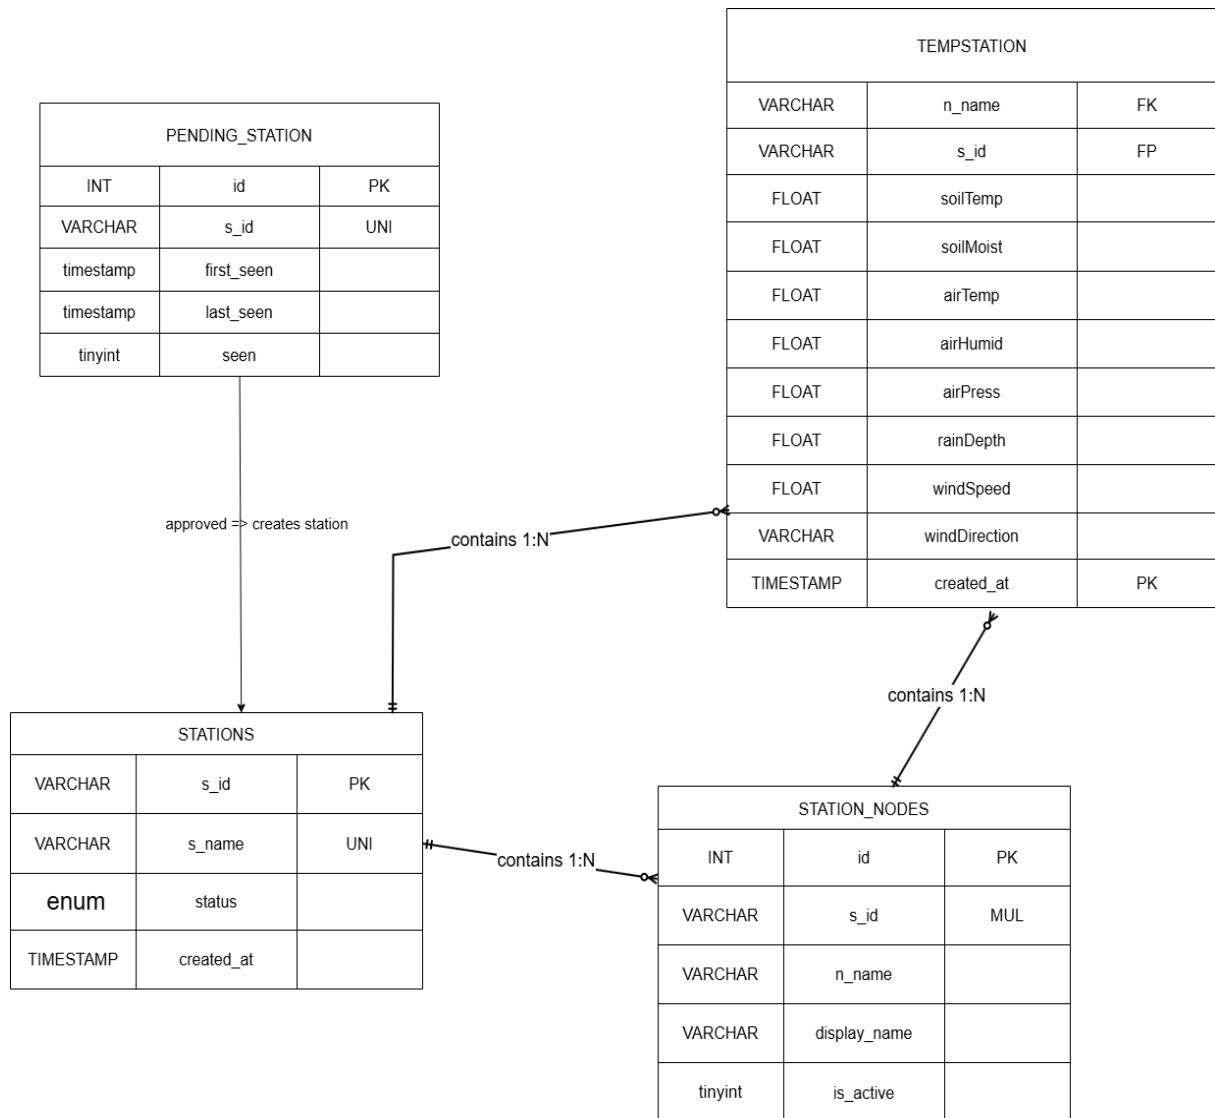 PENDING_STATION
INT id PK
VARCHAR s_id UNI
timestamp first_seen
timestamp last_seen
tinyint seen
approved => creates station
TEMPSTATION
VARCHAR n_name FK
VARCHAR s_id FP
FLOAT soilTemp
FLOAT soilMoist
FLOAT airTemp
FLOAT airHumid
FLOAT airPress
FLOAT rainDepth
FLOAT windSpeed
VARCHAR windDirection
TIMESTAMP created_at PK
contains 1:N
contains 1:N
STATIONS
VARCHAR s_id PK
VARCHAR s_name UNI
enum status
TIMESTAMP created_at
contains 1:N
STATION_NODES
INT id PK
VARCHAR s_id MUL
VARCHAR n_name
VARCHAR display_name
tinyint is_active